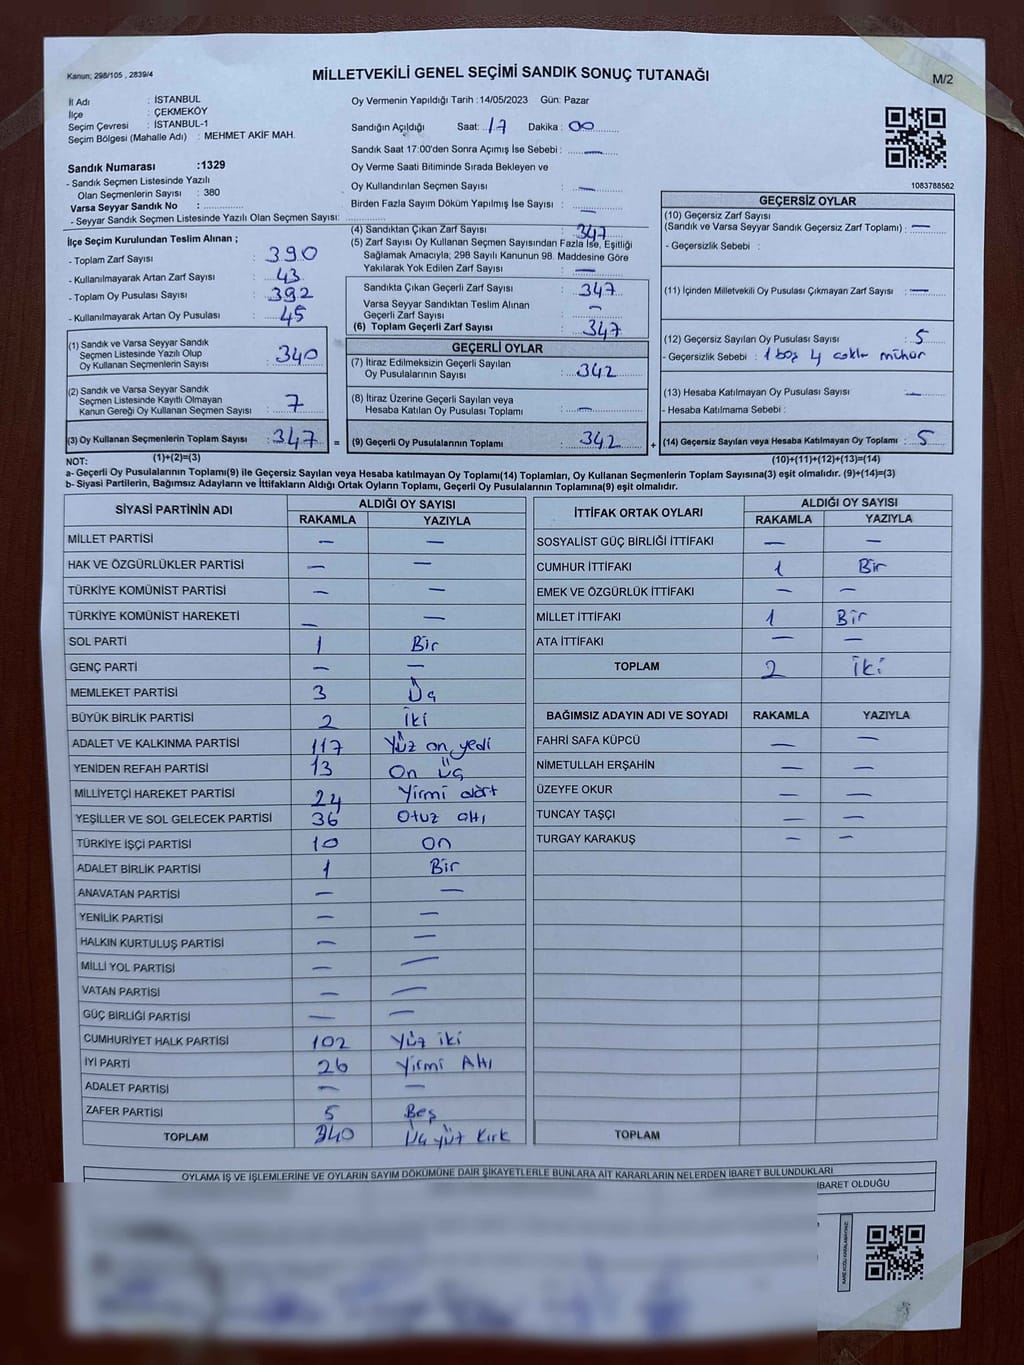 Kanun; 298/105 , 2839/4
MİLLETVEKİLİ GENEL SEÇİMİ SANDIK SONUÇ TUTANAĞI
M/2
İl Adı : İSTANBUL
İlçe : ÇEKMEKÖY
Seçim Çevresi : İSTANBUL-1
Seçim Bölgesi (Mahalle Adı) : MEHMET AKİF MAH.
Sandık Numarası :1329
- Sandık Seçmen Listesinde Yazılı
Olan Seçmenlerin Sayısı : 380
Varsa Seyyar Sandık No :
- Seyyar Sandık Seçmen Listesinde Yazılı Olan Seçmen Sayısı:
Oy Vermenin Yapıldığı Tarih :14/05/2023 Gün: Pazar
Sandığın Açıldığı Saat: 17 Dakika : 00
Sandık Saat 17:00'den Sonra Açımış İse Sebebi : —
Oy Verme Saati Bitiminde Sırada Bekleyen ve
Oy Kullandırılan Seçmen Sayısı : —
Birden Fazla Sayım Döküm Yapılmış İse Sayısı : —
1083788562
İlçe Seçim Kurulundan Teslim Alınan ;
- Toplam Zarf Sayısı : 390
- Kullanılmayarak Artan Zarf Sayısı : 43
- Toplam Oy Pusulası Sayısı : 392
- Kullanılmayarak Artan Oy Pusulası : 45
(1) Sandık ve Varsa Seyyar Sandık
Seçmen Listesinde Yazılı Olup
Oy Kullanan Seçmenlerin Sayısı : 340
(2) Sandık ve Varsa Seyyar Sandık
Seçmen Listesinde Kayıtlı Olmayan
Kanun Gereği Oy Kullanan Seçmen Sayısı : 7
(3) Oy Kullanan Seçmenlerin Toplam Sayısı : 347 =
(1)+(2)=(3)
(4) Sandıktan Çıkan Zarf Sayısı : 347
(5) Zarf Sayısı Oy Kullanan Seçmen Sayısından Fazla İse, Eşitliği
Sağlamak Amacıyla; 298 Sayılı Kanunun 98. Maddesine Göre
Yakılarak Yok Edilen Zarf Sayısı : —
Sandıkta Çıkan Geçerli Zarf Sayısı : 347
Varsa Seyyar Sandıktan Teslim Alınan
Geçerli Zarf Sayısı : —
(6) Toplam Geçerli Zarf Sayısı : 347
GEÇERLİ OYLAR
(7) İtiraz Edilmeksizin Geçerli Sayılan
Oy Pusulalarının Sayısı : 342
(8) İtiraz Üzerine Geçerli Sayılan veya
Hesaba Katılan Oy Pusulası Toplamı : —
(9) Geçerli Oy Pusulalarının Toplamı : 342 +
GEÇERSİZ OYLAR
(10) Geçersiz Zarf Sayısı
(Sandık ve Varsa Seyyar Sandık Geçersiz Zarf Toplamı) : —
- Geçersizlik Sebebi :
(11) İçinden Milletvekili Oy Pusulası Çıkmayan Zarf Sayısı : —
(12) Geçersiz Sayılan Oy Pusulası Sayısı : 5
- Geçersizlik Sebebi : 1 boş 4 çoklu mühür
(13) Hesaba Katılmayan Oy Pusulası Sayısı : —
- Hesaba Katılmama Sebebi :
(14) Geçersiz Sayılan veya Hesaba Katılmayan Oy Toplamı : 5
(10)+(11)+(12)+(13)=(14)
NOT:
a- Geçerli Oy Pusulalarının Toplamı(9) ile Geçersiz Sayılan veya Hesaba katılmayan Oy Toplamı(14) Toplamları, Oy Kullanan Seçmenlerin Toplam Sayısına(3) eşit olmalıdır. (9)+(14)=(3)
b- Siyasi Partilerin, Bağımsız Adayların ve İttifakların Aldığı Ortak Oyların Toplamı, Geçerli Oy Pusulalarının Toplamına(9) eşit olmalıdır.
SİYASİ PARTİNİN ADI ALDIĞI OY SAYISI
RAKAMLA YAZIYLA
MİLLET PARTİSİ — —
HAK VE ÖZGÜRLÜKLER PARTİSİ — —
TÜRKİYE KOMÜNİST PARTİSİ — —
TÜRKİYE KOMÜNİST HAREKETİ — —
SOL PARTİ 1 Bir
GENÇ PARTİ — —
MEMLEKET PARTİSİ 3 Üç
BÜYÜK BİRLİK PARTİSİ 2 İki
ADALET VE KALKINMA PARTİSİ 117 Yüz on yedi
YENİDEN REFAH PARTİSİ 13 On üç
MİLLİYETÇİ HAREKET PARTİSİ 24 Yirmi dört
YEŞİLLER VE SOL GELECEK PARTİSİ 36 Otuz altı
TÜRKİYE İŞÇİ PARTİSİ 10 On
ADALET BİRLİK PARTİSİ 1 Bir
ANAVATAN PARTİSİ — —
YENİLİK PARTİSİ — —
HALKIN KURTULUŞ PARTİSİ — —
MİLLİ YOL PARTİSİ — —
VATAN PARTİSİ — —
GÜÇ BİRLİĞİ PARTİSİ — —
CUMHURİYET HALK PARTİSİ 102 Yüz iki
İYİ PARTİ 26 Yirmi Altı
ADALET PARTİSİ — —
ZAFER PARTİSİ 5 Beş
TOPLAM 340 Üç yüz kırk
İTTİFAK ORTAK OYLARI ALDIĞI OY SAYISI
RAKAMLA YAZIYLA
SOSYALİST GÜÇ BİRLİĞİ İTTİFAKI — —
CUMHUR İTTİFAKI 1 Bir
EMEK VE ÖZGÜRLÜK İTTİFAKI — —
MİLLET İTTİFAKI 1 Bir
ATA İTTİFAKI — —
TOPLAM 2 İki
BAĞIMSIZ ADAYIN ADI VE SOYADI RAKAMLA YAZIYLA
FAHRİ SAFA KÜPCÜ — —
NİMETULLAH ERŞAHİN — —
ÜZEYFE OKUR — —
TUNCAY TAŞÇI — —
TURGAY KARAKUŞ — —
TOPLAM
OYLAMA İŞ VE İŞLEMLERİNE VE OYLARIN SAYIM DÖKÜMÜNE DAİR ŞİKAYETLERLE BUNLARA AİT KARARLARIN NELERDEN İBARET BULUNDUKLARI
İBARET OLDUĞU